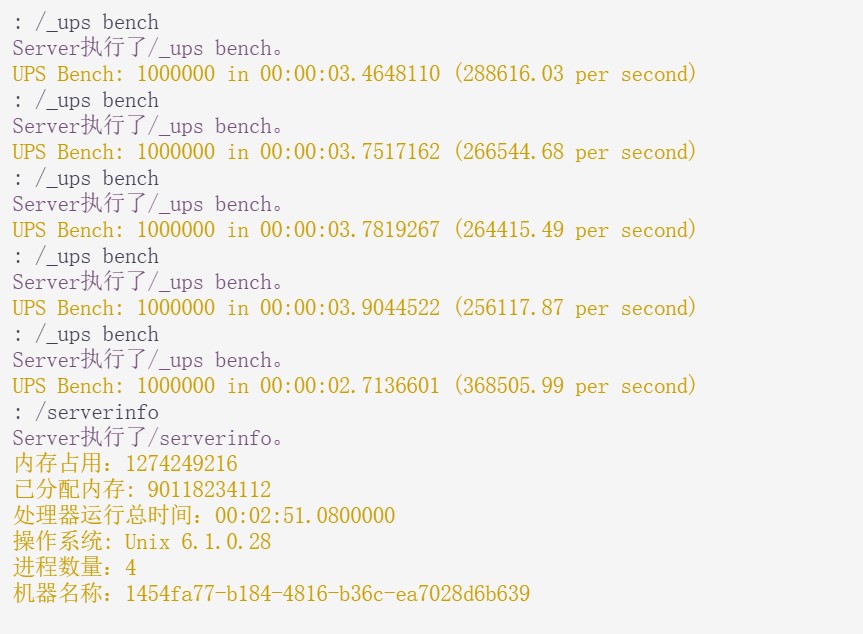 : /_ups bench
Server执行了/_ups bench。
UPS Bench: 1000000 in 00:00:03.4648110 (288616.03 per second)
: /_ups bench
Server执行了/_ups bench。
UPS Bench: 1000000 in 00:00:03.7517162 (266544.68 per second)
: /_ups bench
Server执行了/_ups bench。
UPS Bench: 1000000 in 00:00:03.7819267 (264415.49 per second)
: /_ups bench
Server执行了/_ups bench。
UPS Bench: 1000000 in 00:00:03.9044522 (256117.87 per second)
: /_ups bench
Server执行了/_ups bench。
UPS Bench: 1000000 in 00:00:02.7136601 (368505.99 per second)
: /serverinfo
Server执行了/serverinfo。
内存占用: 1274249216
已分配内存: 90118234112
处理器运行总时间: 00:02:51.0800000
操作系统: Unix 6.1.0.28
进程数量: 4
机器名称: 1454fa77-b184-4816-b36c-ea7028d6b639